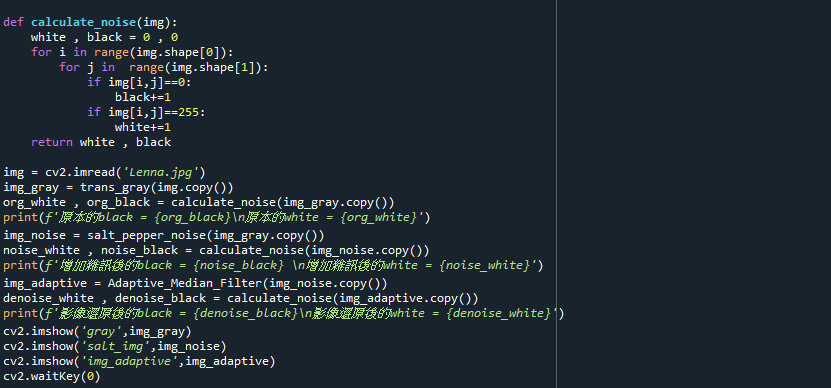 def calculate_noise(img):
    white , black = 0 , 0
    for i in range(img.shape[0]):
        for j in  range(img.shape[1]):
            if img[i,j]==0:
                black+=1
            if img[i,j]==255:
                white+=1
    return white , black
img = cv2.imread('Lenna.jpg')
img_gray = trans_gray(img.copy())
org_white , org_black = calculate_noise(img_gray.copy())
print(f'原本的black = {org_black}\n原本的white = {org_white}')
img_noise = salt_pepper_noise(img_gray.copy())
noise_white , noise_black = calculate_noise(img_noise.copy())
print(f'增加雜訊後的black = {noise_black} \n增加雜訊後的white = {noise_white}')
img_adaptive = Adaptive_Median_Filter(img_noise.copy())
denoise_white , denoise_black = calculate_noise(img_adaptive.copy())
print(f'影像還原後的black = {denoise_black}\n影像還原後的white = {denoise_white}')
cv2.imshow('gray',img_gray)
cv2.imshow('salt_img',img_noise)
cv2.imshow('img_adaptive',img_adaptive)
cv2.waitKey(0)